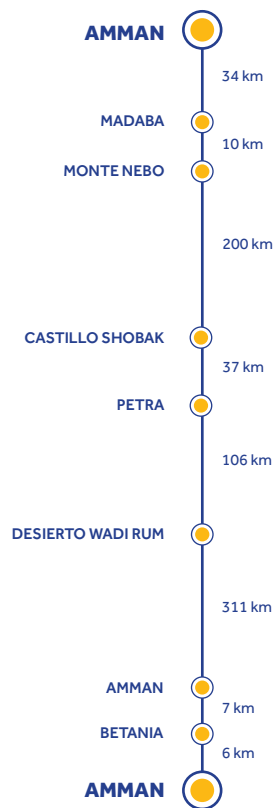 AMMAN
34 km
MADABA
10 km
MONTE NEBO
200 km
CASTILLO SHOBAK
37 km
PETRA
106 km
DESIERTO WADI RUM
311 km
AMMAN
7 km
BETANIA
6 km
AMMAN